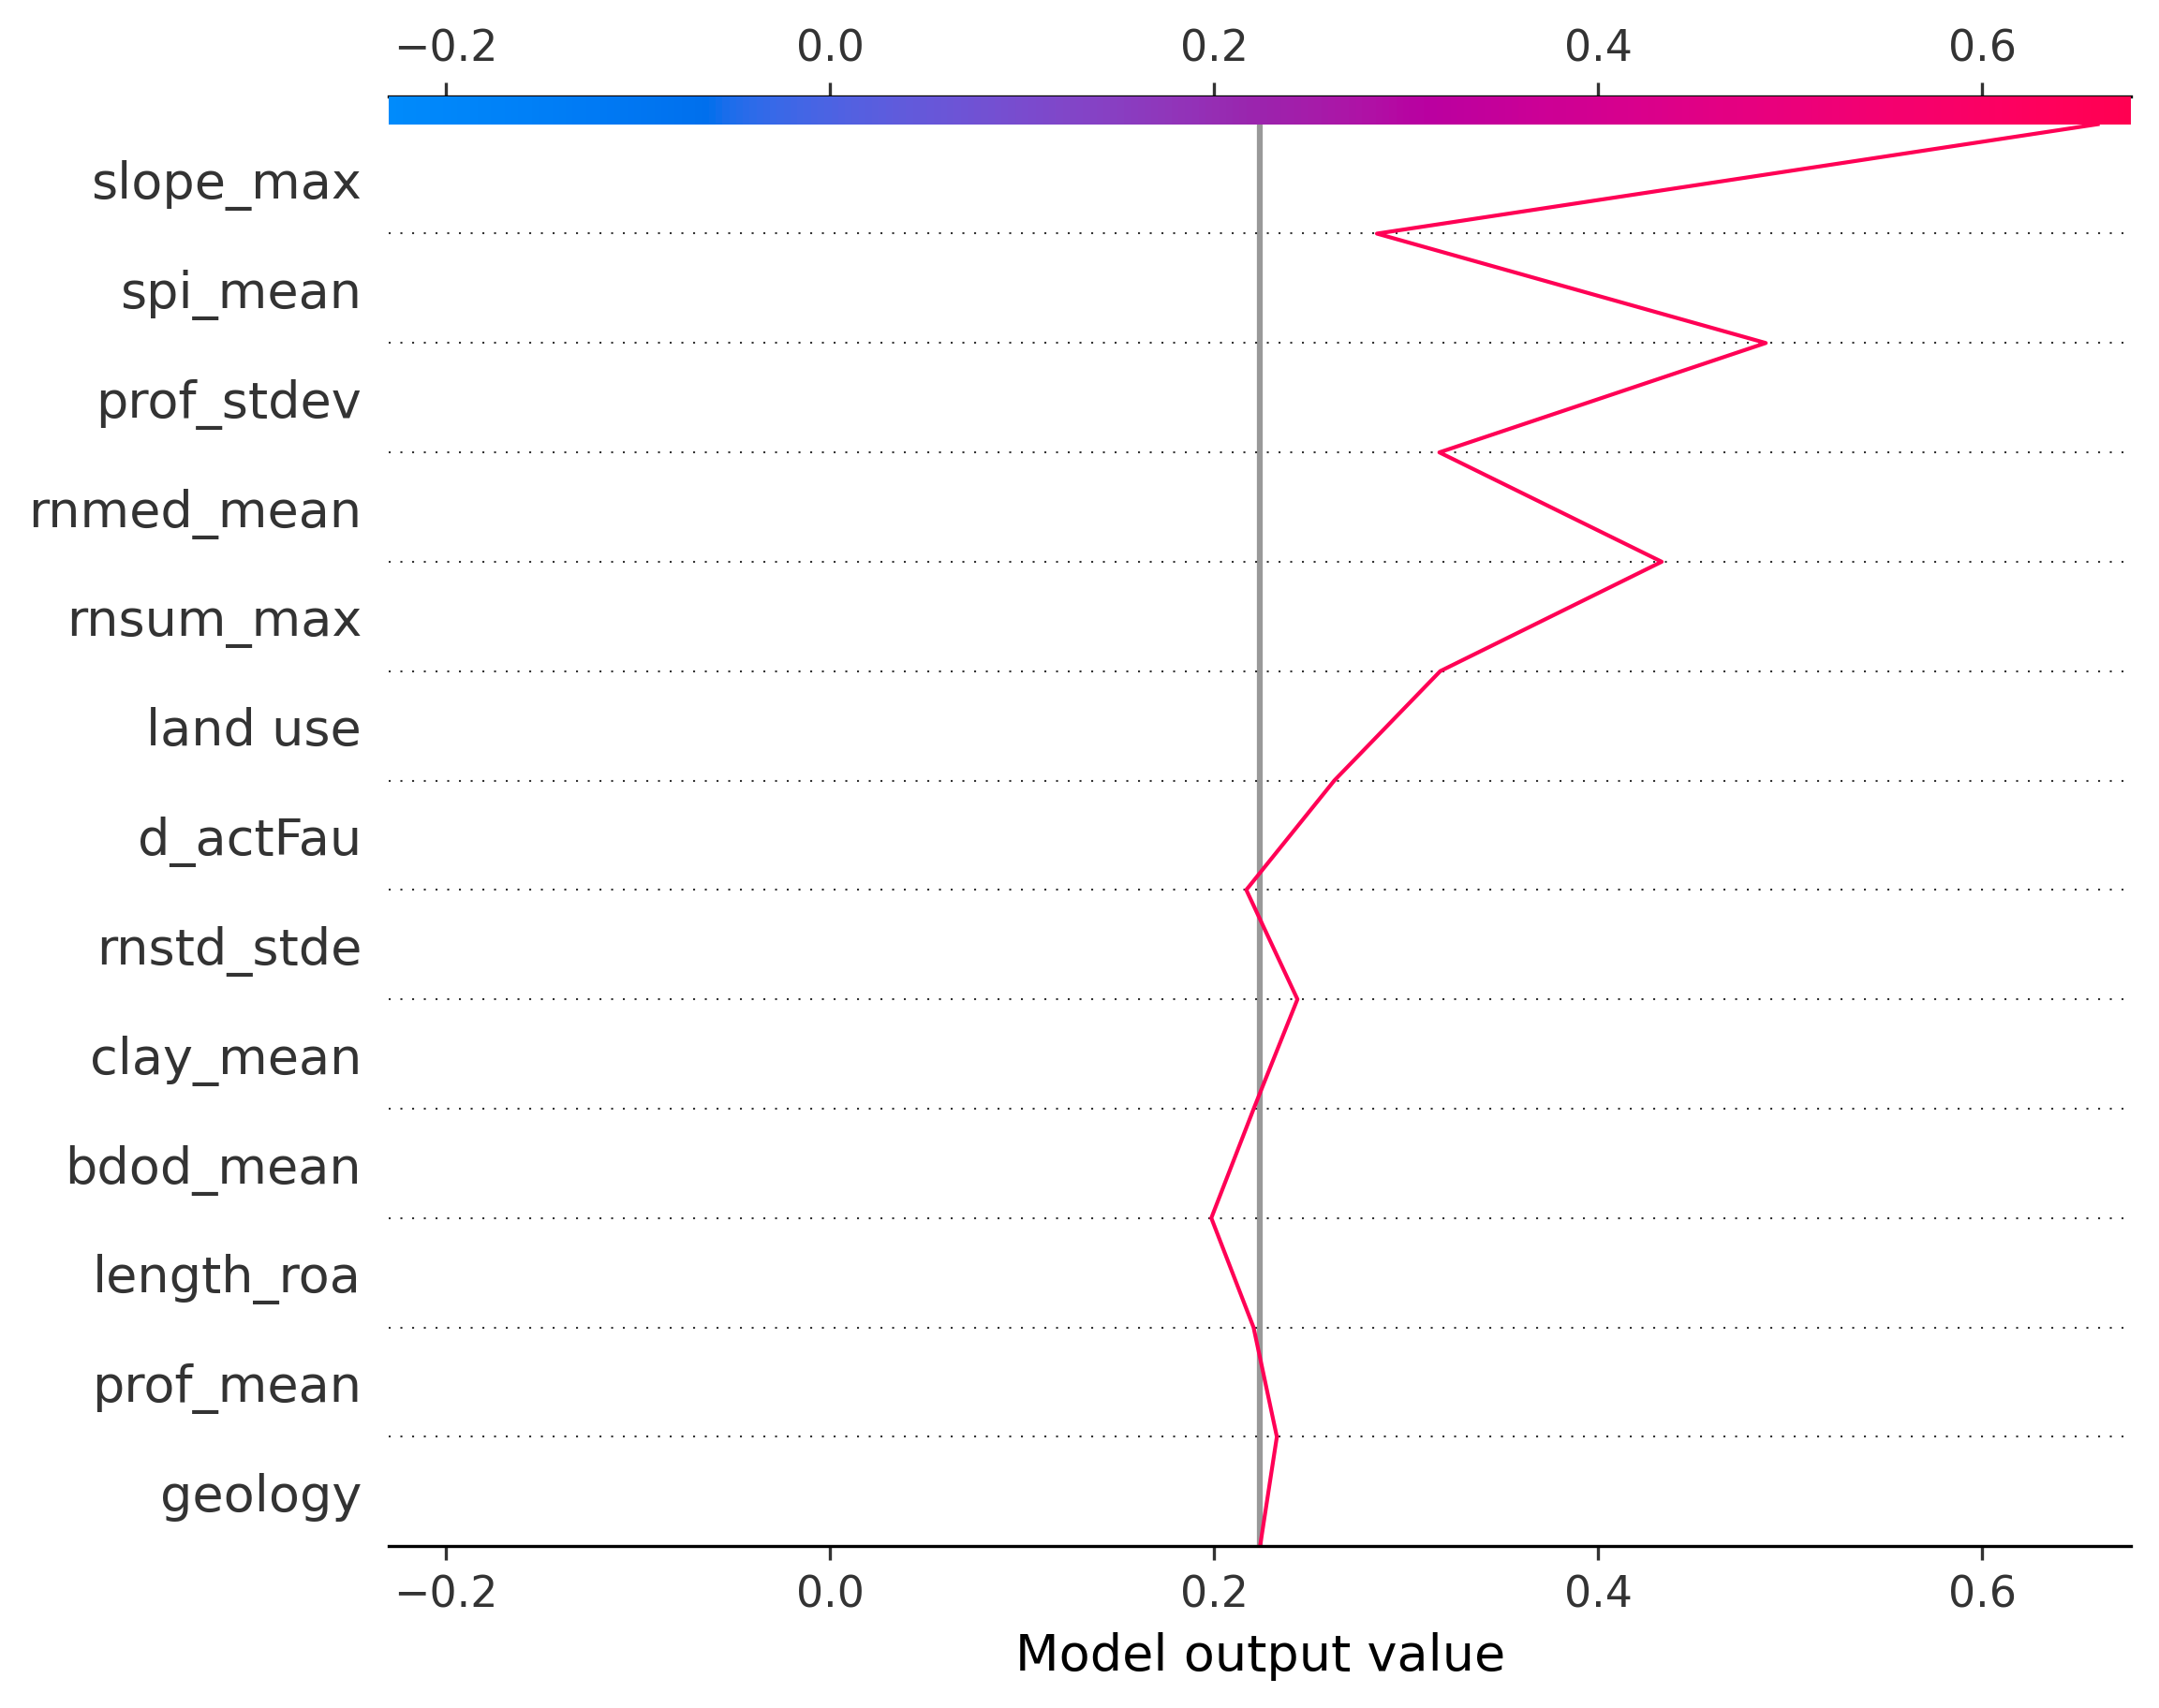 −0.2 0.0 0.2 0.4 0.6
slope_max
spi_mean
prof_stdev
rnmed_mean
rnsum_max
land use
d_actFau
rnstd_stde
clay_mean
bdod_mean
length_roa
prof_mean
geology
−0.2 0.0 0.2 0.4 0.6
Model output value